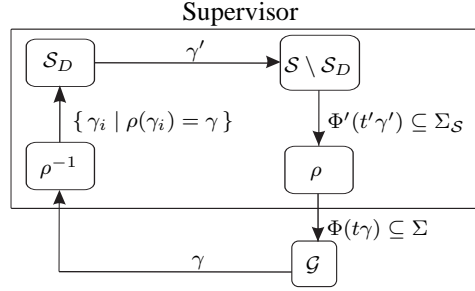 Supervisor
𝒮_D
γ′
𝒮 \ 𝒮_D
{ γ_i | ρ(γ_i) = γ }
Φ′(t′γ′) ⊆ Σ_𝒮
ρ⁻¹
ρ
Φ(tγ) ⊆ Σ
γ
𝒢